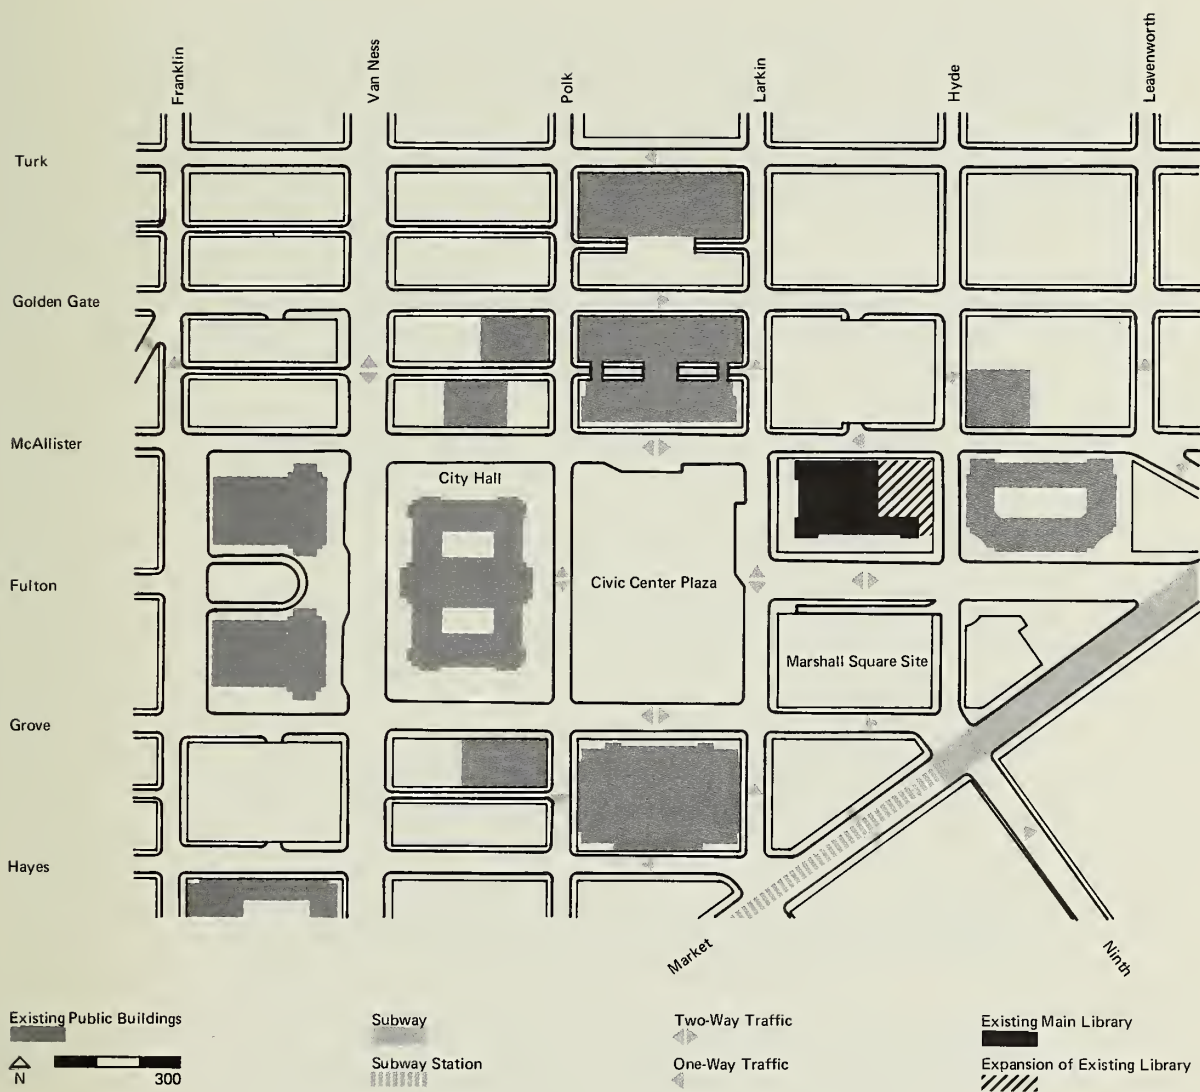 Franklin
Van Ness
Polk
Larkin
Hyde
Leavenworth
Turk
Golden Gate
McAllister
City Hall
Fulton
Civic Center Plaza
Marshall Square Site
Grove
Hayes
Market
Ninth
Existing Public Buildings
Subway
Two-Way Traffic
Existing Main Library
Subway Station
One-Way Traffic
Expansion of Existing Library
N
300